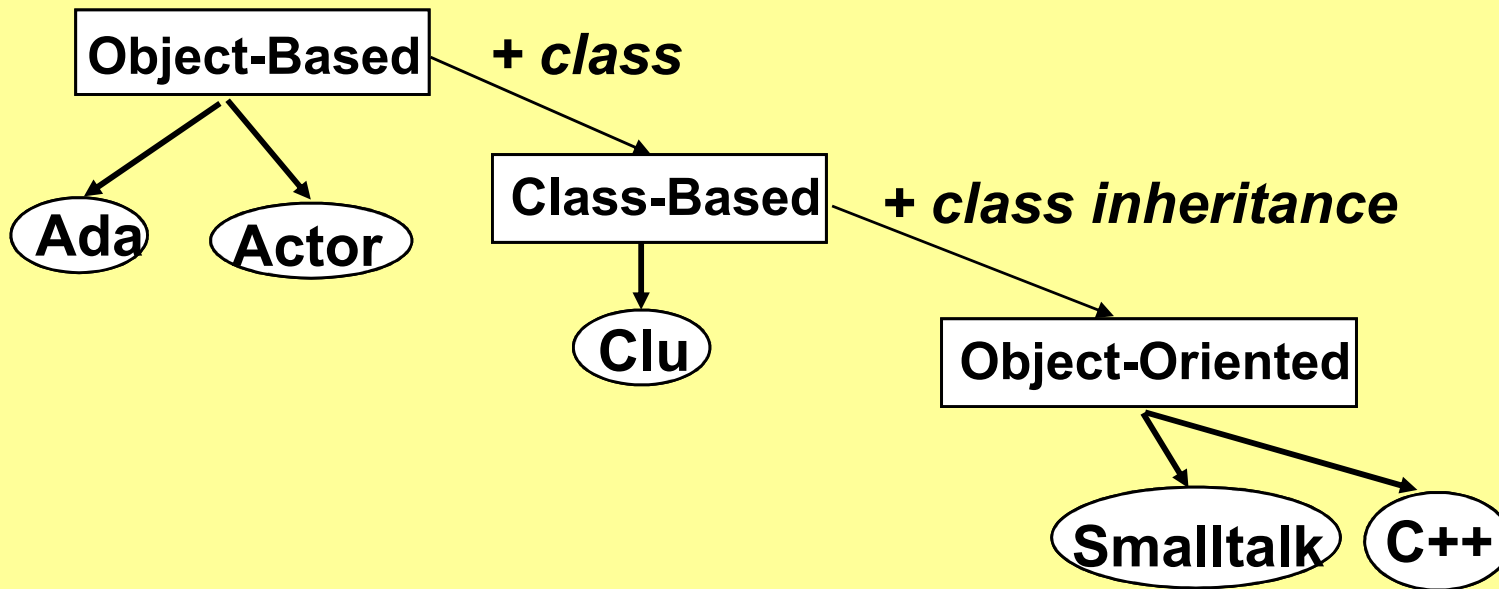 Object-Based
+ class
Class-Based
+ class inheritance
Ada
Actor
Clu
Object-Oriented
Smalltalk
C++